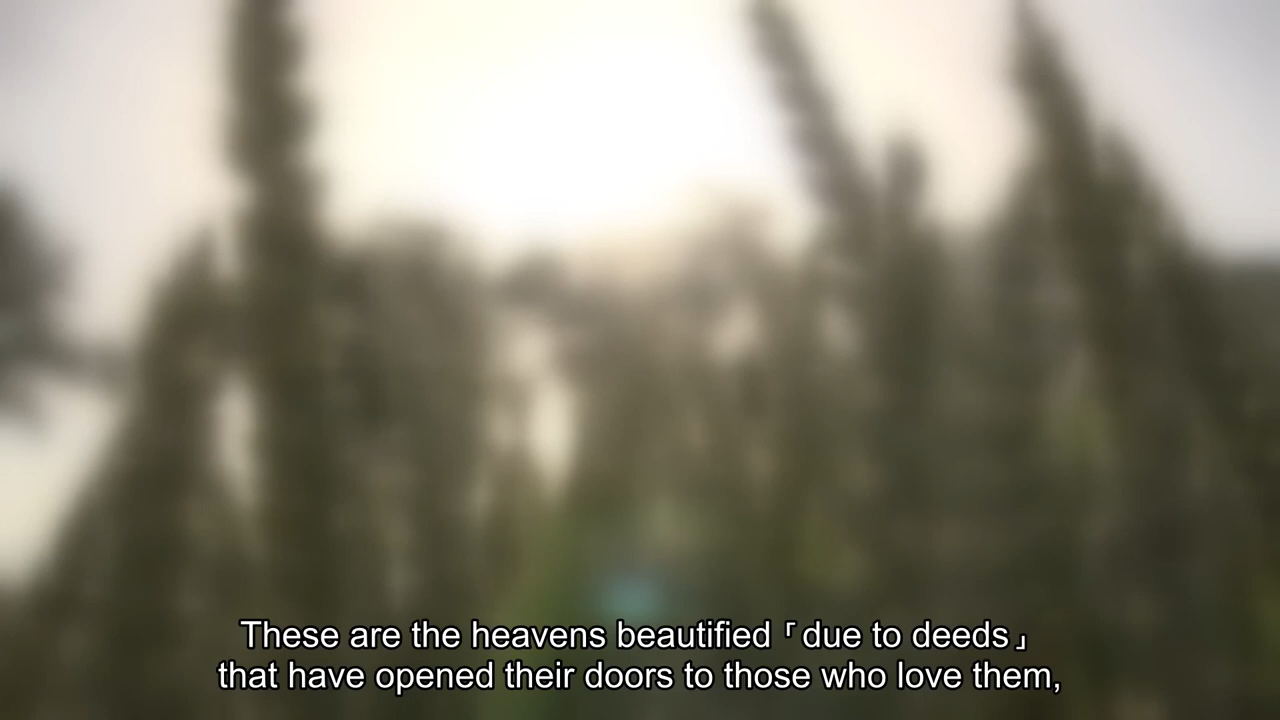 These are the heavens beautified「due to deeds」
that have opened their doors to those who love them,